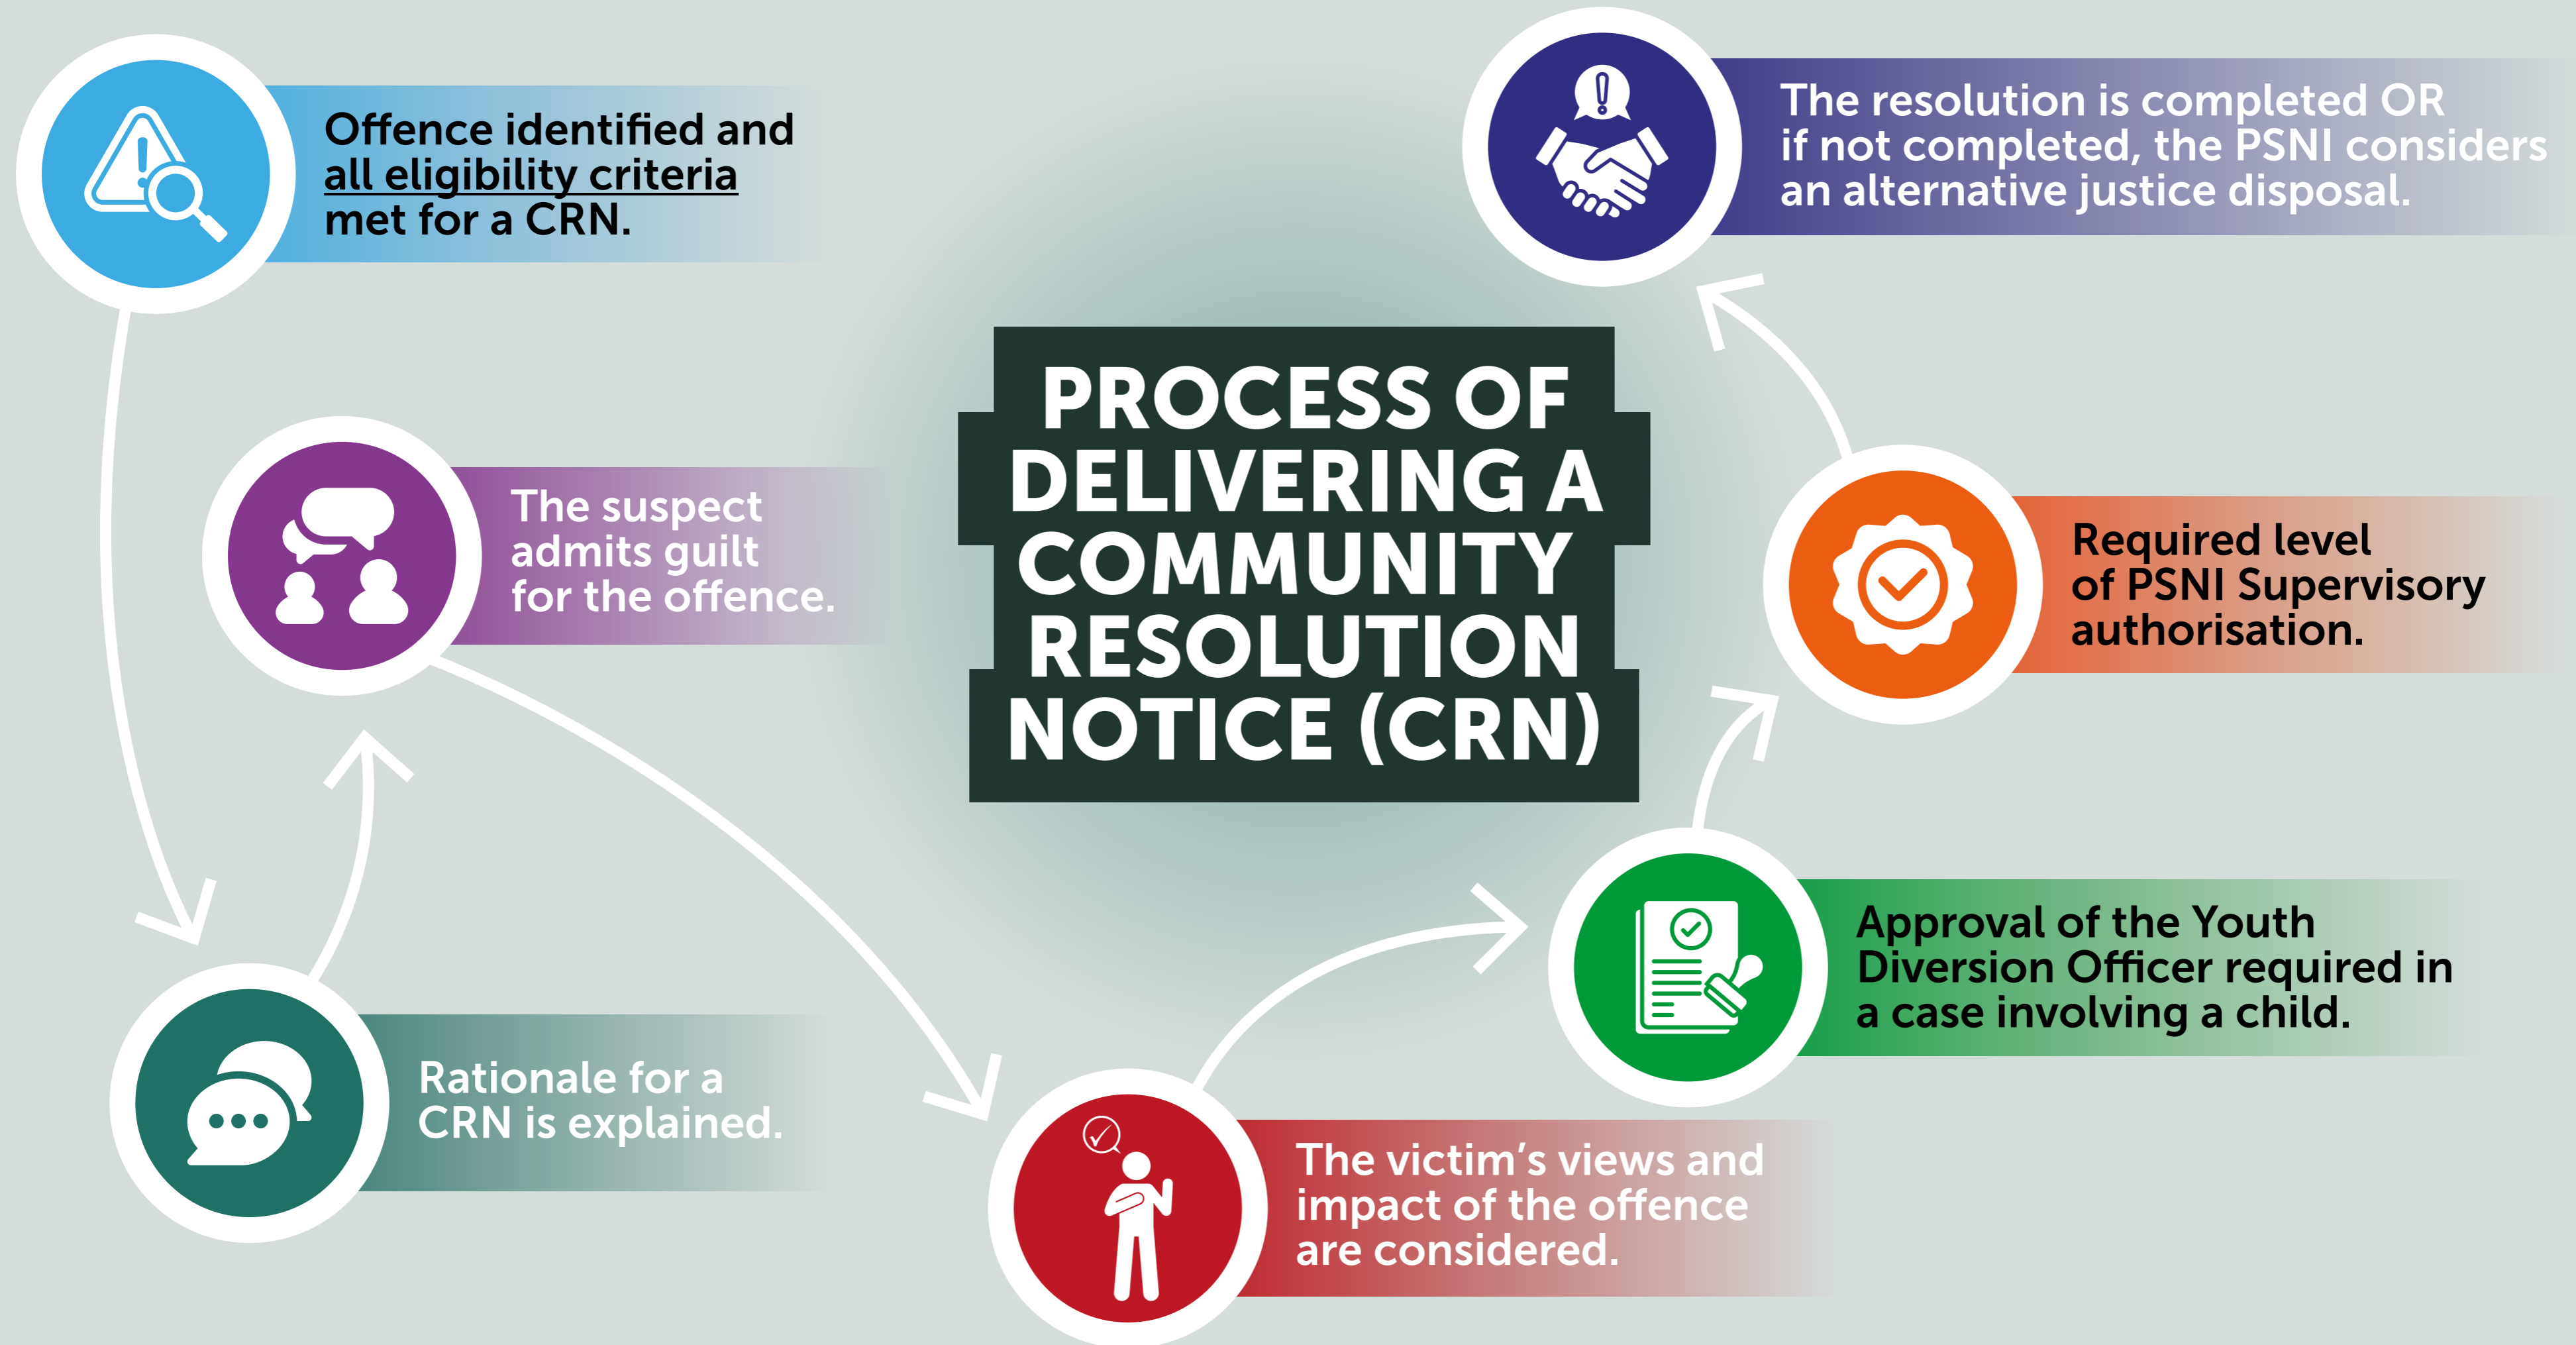 PROCESS OF
DELIVERING A
COMMUNITY
RESOLUTION
NOTICE (CRN)
Offence identified and
all eligibility criteria
met for a CRN.
Rationale for a
CRN is explained.
The suspect
admits guilt
for the offence.
The victim’s views and
impact of the offence
are considered.
Approval of the Youth
Diversion Officer required in
a case involving a child.
Required level
of PSNI Supervisory
authorisation.
The resolution is completed OR
if not completed, the PSNI considers
an alternative justice disposal.